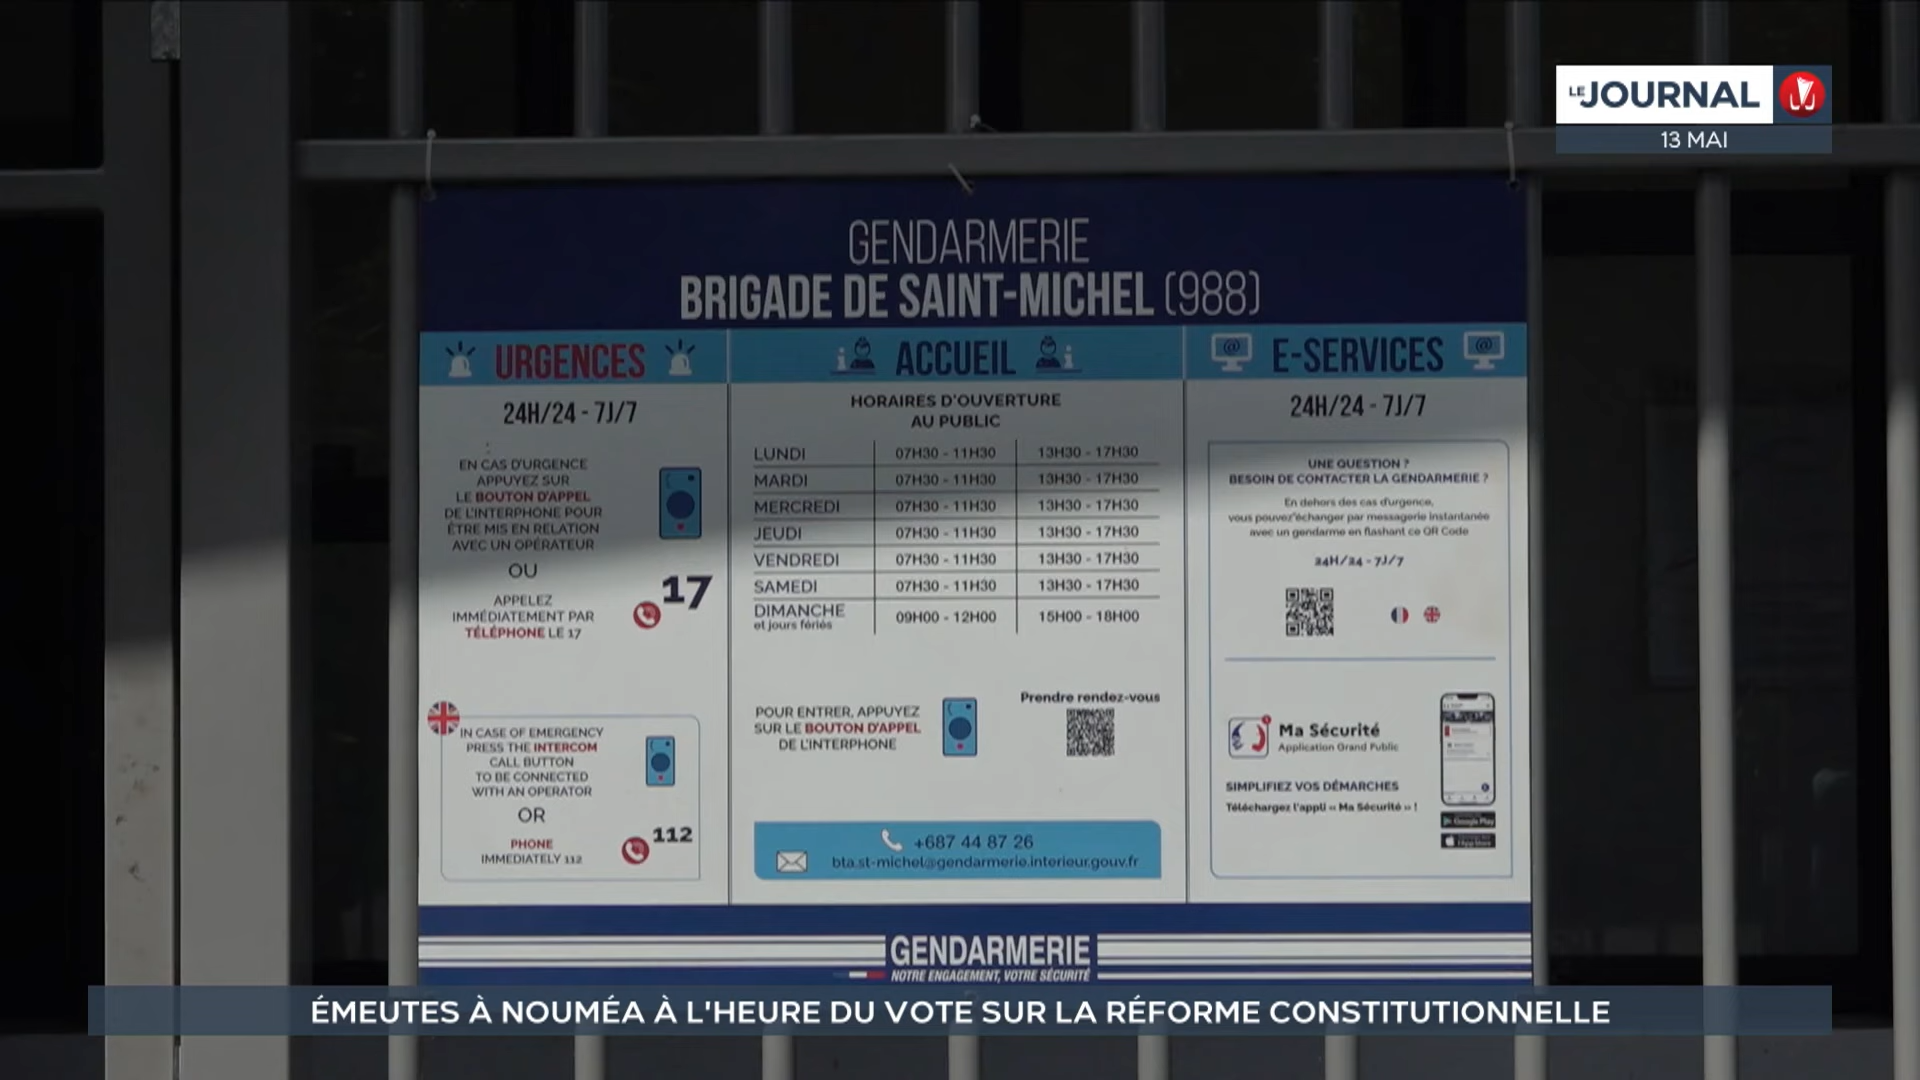 LE JOURNAL
13 MAI
GENDARMERIE
BRIGADE DE SAINT-MICHEL (988)
URGENCES
24H/24 - 7J/7
EN CAS D'URGENCE
APPUYEZ SUR
LE BOUTON D'APPEL
DE L'INTERPHONE POUR
ÊTRE MIS EN RELATION
AVEC UN OPÉRATEUR
OU
APPELEZ
IMMÉDIATEMENT PAR
TÉLÉPHONE LE 17
17
IN CASE OF EMERGENCY
PRESS THE INTERCOM
CALL BUTTON
TO BE CONNECTED
WITH AN OPERATOR
OR
PHONE
IMMEDIATELY 112
112
ACCUEIL
HORAIRES D'OUVERTURE
AU PUBLIC
LUNDI 07H30 - 11H30 13H30 - 17H30
MARDI 07H30 - 11H30 13H30 - 17H30
MERCREDI 07H30 - 11H30 13H30 - 17H30
JEUDI 07H30 - 11H30 13H30 - 17H30
VENDREDI 07H30 - 11H30 13H30 - 17H30
SAMEDI 07H30 - 11H30 13H30 - 17H30
DIMANCHE 09H00 - 12H00 15H00 - 18H00
et jours fériés
POUR ENTRER, APPUYEZ
SUR LE BOUTON D'APPEL
DE L'INTERPHONE
Prendre rendez-vous
+687 44 87 26
bta.st-michel@gendarmerie.interieur.gouv.fr
E-SERVICES
24H/24 - 7J/7
UNE QUESTION ?
BESOIN DE CONTACTER LA GENDARMERIE ?
En dehors des cas d'urgence,
vous pouvez échanger par messagerie instantanée
avec un gendarme en flashant ce QR Code
24H/24 - 7J/7
Ma Sécurité
Application Grand Public
SIMPLIFIEZ VOS DÉMARCHES
Téléchargez l'appli « Ma Sécurité » !
Google Play
App Store
GENDARMERIE
NOTRE ENGAGEMENT, VOTRE SÉCURITÉ
ÉMEUTES À NOUMÉA À L'HEURE DU VOTE SUR LA RÉFORME CONSTITUTIONNELLE